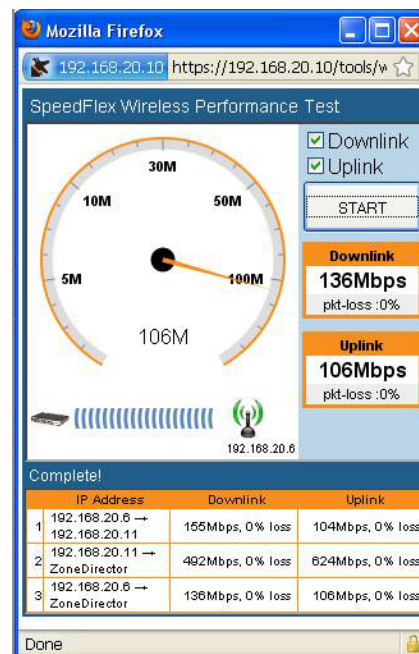 Mozilla Firefox
192.168.20.10 https://192.168.20.10/tools/w
SpeedFlex Wireless Performance Test
Downlink
Uplink
START
30M
10M 50M
5M 100M
106M
Downlink
136Mbps
pkt-loss :0%
Uplink
106Mbps
pkt-loss :0%
192.168.20.6
Complete!
IP Address Downlink Uplink
1 192.168.20.6 → 192.168.20.11 155Mbps, 0% loss 104Mbps, 0% loss
2 192.168.20.11 → ZoneDirector 492Mbps, 0% loss 624Mbps, 0% loss
3 192.168.20.6 → ZoneDirector 136Mbps, 0% loss 106Mbps, 0% loss
Done